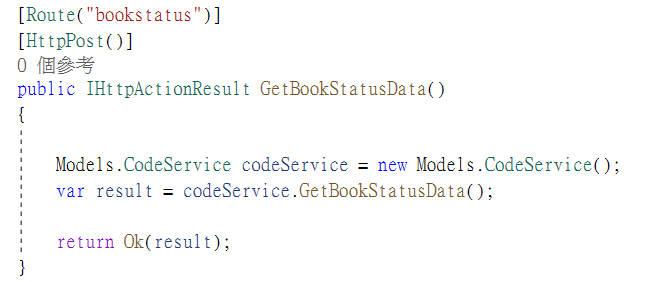 [Route("bookstatus")]
[HttpPost()]
0 個參考
public IHttpActionResult GetBookStatusData()
{
Models.CodeService codeService = new Models.CodeService();
var result = codeService.GetBookStatusData();
return Ok(result);
}